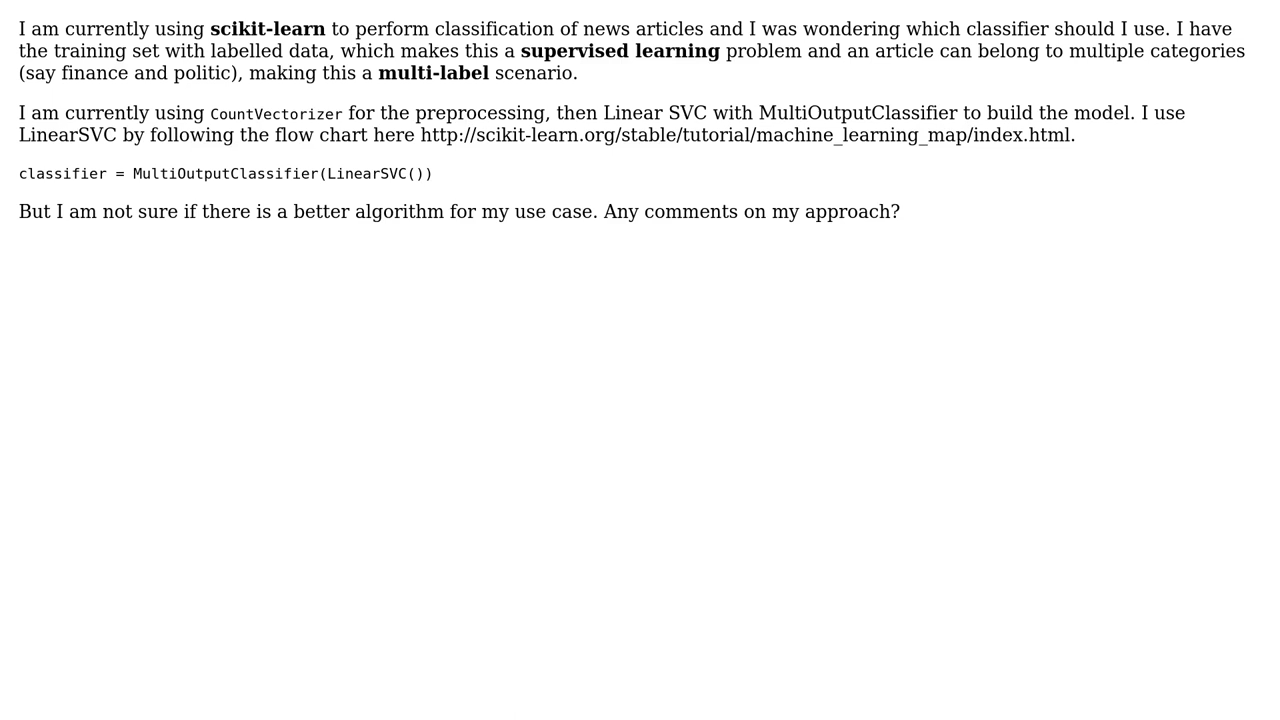 I am currently using scikit-learn to perform classification of news articles and I was wondering which classifier should I use. I have
the training set with labelled data, which makes this a supervised learning problem and an article can belong to multiple categories
(say finance and politic), making this a multi-label scenario.
I am currently using CountVectorizer for the preprocessing, then Linear SVC with MultiOutputClassifier to build the model. I use
LinearSVC by following the flow chart here http://scikit-learn.org/stable/tutorial/machine_learning_map/index.html.
classifier = MultiOutputClassifier(LinearSVC())
But I am not sure if there is a better algorithm for my use case. Any comments on my approach?